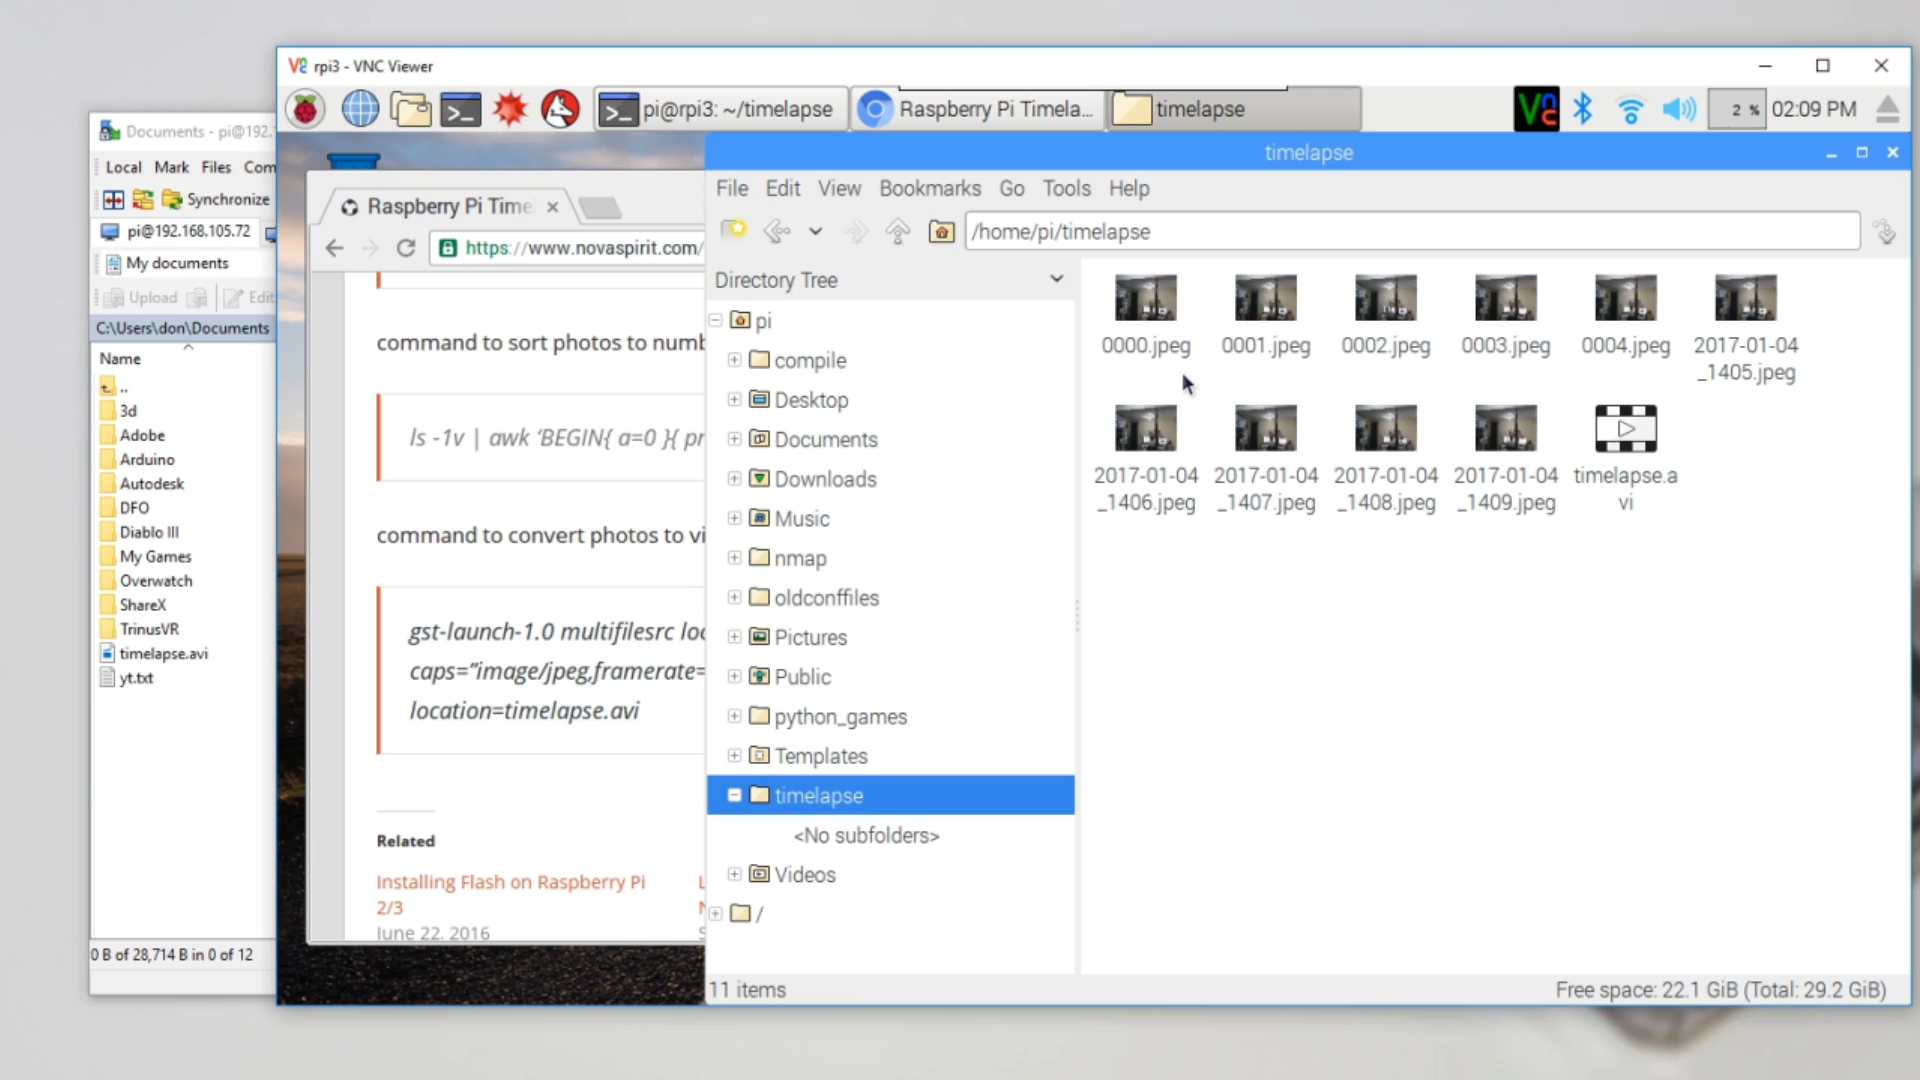 rpi3 - VNC Viewer
pi@rpi3: ~/timelapse
Raspberry Pi Timela...
timelapse
2 %
02:09 PM
Documents - pi@192.
Local Mark Files Com
Synchronize
pi@192.168.105.72
My documents
Upload
Edit
C:\Users\don\Documents
Name
..
3d
Adobe
Arduino
Autodesk
DFO
Diablo III
My Games
Overwatch
ShareX
TrinusVR
timelapse.avi
yt.txt
0 B of 28,714 B in 0 of 12
Raspberry Pi Time
https://www.novaspirit.com/
command to sort photos to numb
ls -1v | awk ‘BEGIN{ a=0 }{ pr
command to convert photos to vi
gst-launch-1.0 multifilesrc loc
caps=”image/jpeg,framerate=
location=timelapse.avi
Related
Installing Flash on Raspberry Pi
2/3
June 22, 2016
timelapse
File Edit View Bookmarks Go Tools Help
/home/pi/timelapse
Directory Tree
pi
compile
Desktop
Documents
Downloads
Music
nmap
oldconffiles
Pictures
Public
python_games
Templates
timelapse
<No subfolders>
Videos
/
0000.jpeg
0001.jpeg
0002.jpeg
0003.jpeg
0004.jpeg
2017-01-04
_1405.jpeg
2017-01-04
_1406.jpeg
2017-01-04
_1407.jpeg
2017-01-04
_1408.jpeg
2017-01-04
_1409.jpeg
timelapse.a
vi
11 items
Free space: 22.1 GiB (Total: 29.2 GiB)